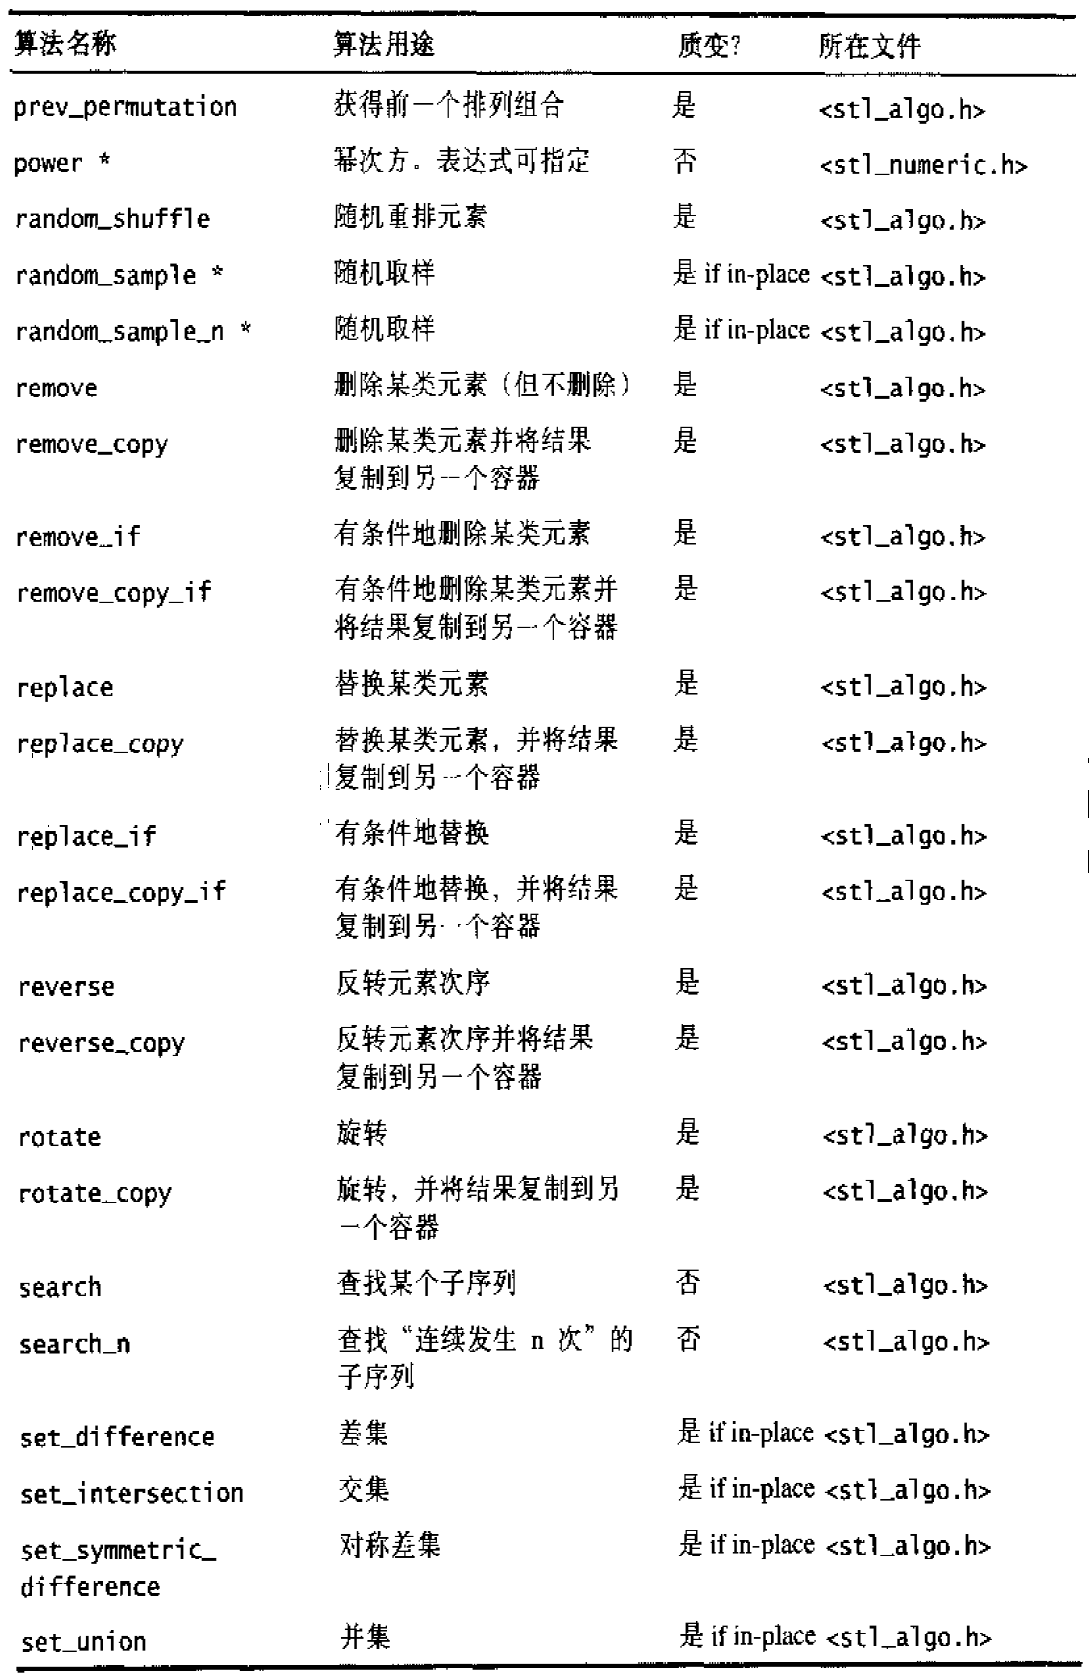 算法名称 算法用途 质变? 所在文件
prev_permutation 获得前一个排列组合 是 <stl_algo.h>
power * 幂次方。表达式可指定 否 <stl_numeric.h>
random_shuffle 随机重排元素 是 <stl_algo.h>
random_sample * 随机取样 是 if in-place <stl_algo.h>
random_sample_n * 随机取样 是 if in-place <stl_algo.h>
remove 删除某类元素（但不删除） 是 <stl_algo.h>
remove_copy 删除某类元素并将结果 是 <stl_algo.h>
复制到另一个容器
remove_if 有条件地删除某类元素 是 <stl_algo.h>
remove_copy_if 有条件地删除某类元素并 是 <stl_algo.h>
将结果复制到另一个容器
replace 替换某类元素 是 <stl_algo.h>
replace_copy 替换某类元素，并将结果 是 <stl_algo.h>
复制到另一个容器
replace_if 有条件地替换 是 <stl_algo.h>
replace_copy_if 有条件地替换，并将结果 是 <stl_algo.h>
复制到另一个容器
reverse 反转元素次序 是 <stl_algo.h>
reverse_copy 反转元素次序并将结果 是 <stl_algo.h>
复制到另一个容器
rotate 旋转 是 <stl_algo.h>
rotate_copy 旋转，并将结果复制到另 是 <stl_algo.h>
一个容器
search 查找某个子序列 否 <stl_algo.h>
search_n 查找“连续发生 n 次”的 否 <stl_algo.h>
子序列
set_difference 差集 是 if in-place <stl_algo.h>
set_intersection 交集 是 if in-place <stl_algo.h>
set_symmetric_ 对称差集 是 if in-place <stl_algo.h>
difference
set_union 并集 是 if in-place <stl_algo.h>